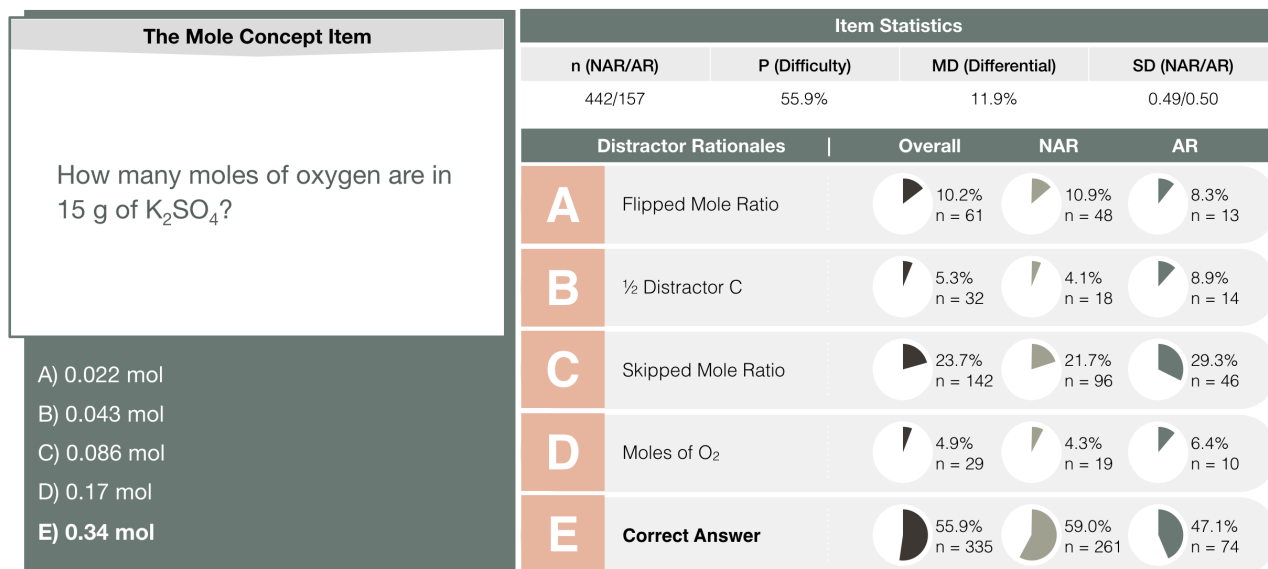 The Mole Concept Item
How many moles of oxygen are in
15 g of K₂SO₄?
A) 0.022 mol
B) 0.043 mol
C) 0.086 mol
D) 0.17 mol
E) 0.34 mol
Item Statistics
n (NAR/AR) P (Difficulty) MD (Differential) SD (NAR/AR)
442/157 55.9% 11.9% 0.49/0.50
Distractor Rationales | Overall NAR AR
A Flipped Mole Ratio 10.2% 10.9% 8.3%
n = 61 n = 48 n = 13
B ½ Distractor C 5.3% 4.1% 8.9%
n = 32 n = 18 n = 14
C Skipped Mole Ratio 23.7% 21.7% 29.3%
n = 142 n = 96 n = 46
D Moles of O₂ 4.9% 4.3% 6.4%
n = 29 n = 19 n = 10
E Correct Answer 55.9% 59.0% 47.1%
n = 335 n = 261 n = 74